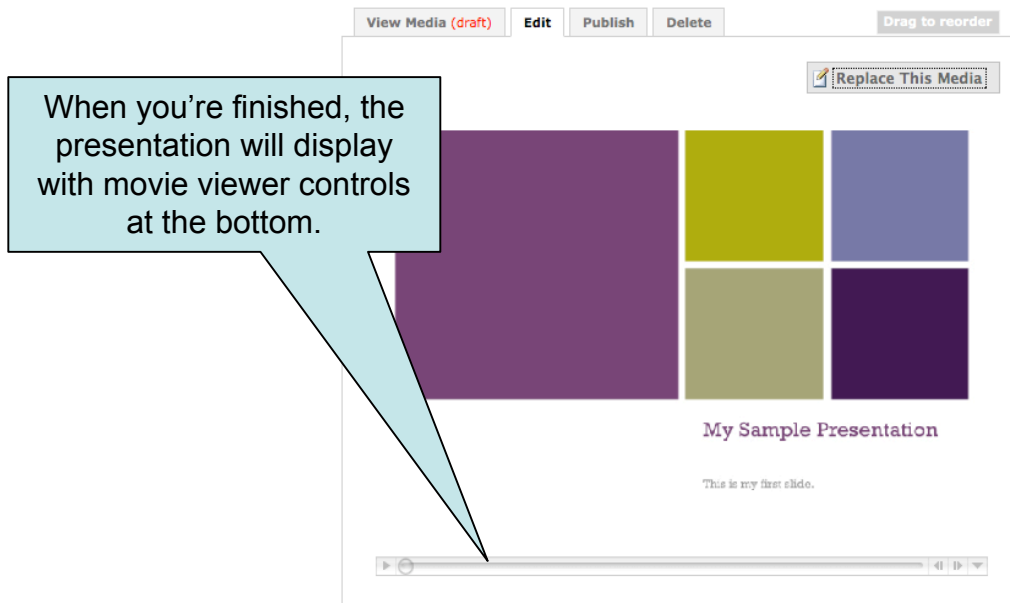 View Media (draft) Edit Publish Delete Drag to reorder
Replace This Media
When you’re finished, the
presentation will display
with movie viewer controls
at the bottom.
My Sample Presentation
This is my first slide.